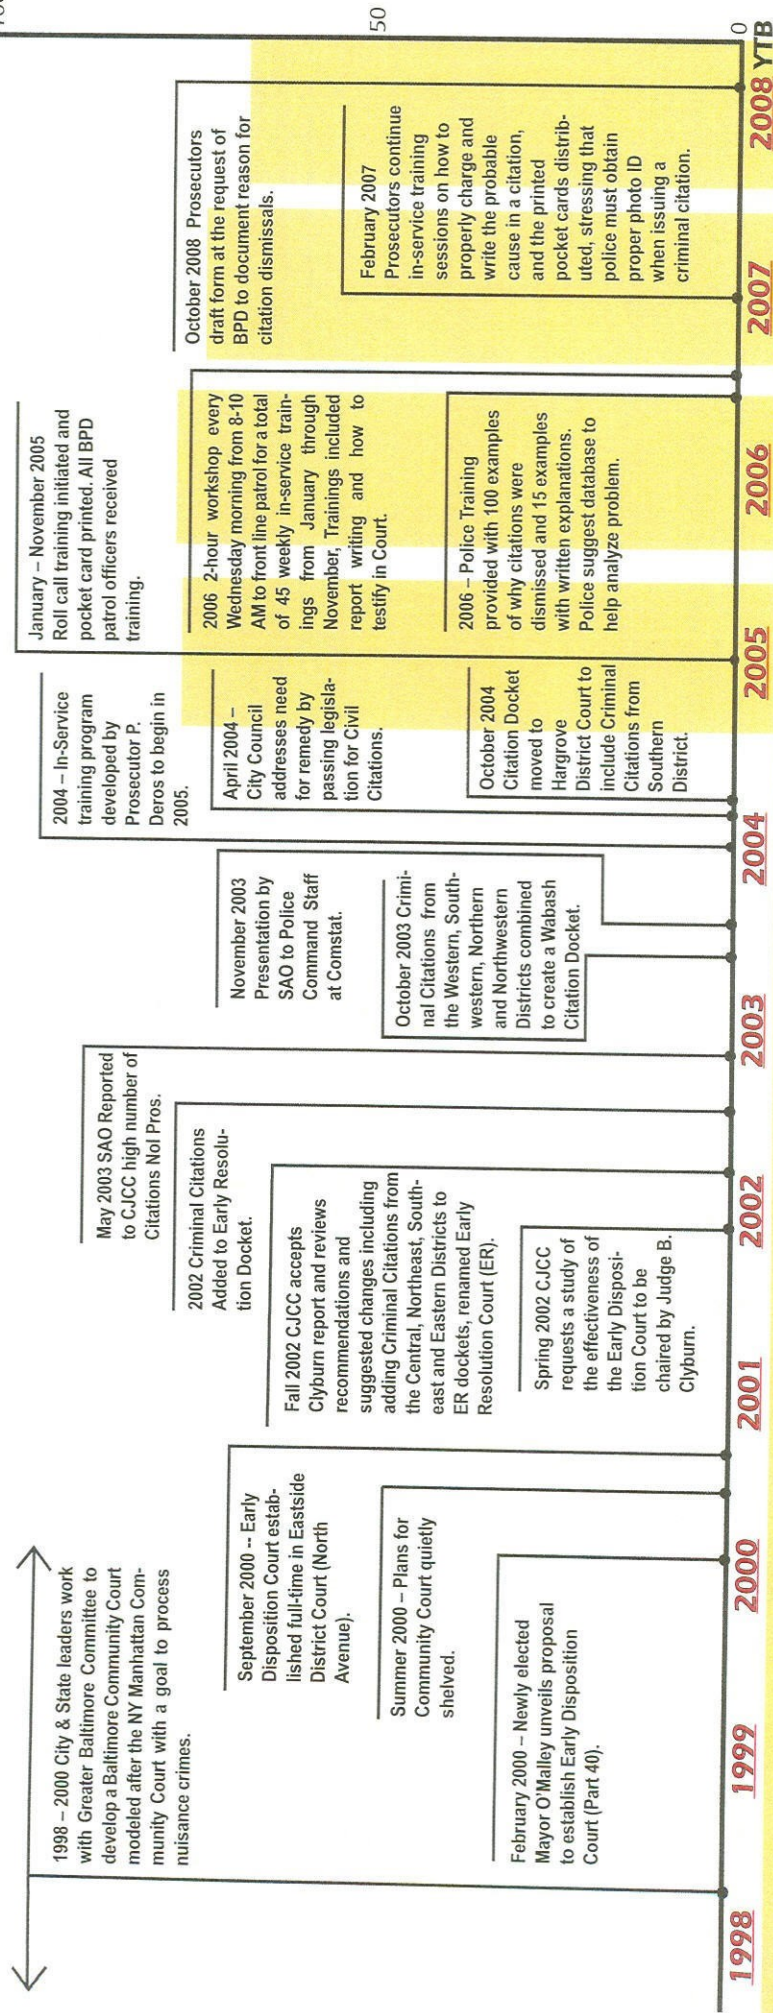 1998 – 2000 City & State leaders work
with Greater Baltimore Committee to
develop a Baltimore Community Court
modeled after the NY Manhattan Com-
munity Court with a goal to process
nuisance crimes.
February 2000 – Newly elected
Mayor O'Malley unveils proposal
to establish Early Disposition
Court (Part 40).
Summer 2000 – Plans for
Community Court quietly
shelved.
September 2000 -- Early
Disposition Court estab-
lished full-time in Eastside
District Court (North
Avenue).
Spring 2002 CJCC
requests a study of
the effectiveness of
the Early Disposi-
tion Court to be
chaired by Judge B.
Clyburn.
Fall 2002 CJCC accepts
Clyburn report and reviews
recommendations and
suggested changes including
adding Criminal Citations from
the Central, Northeast, South-
east and Eastern Districts to
ER dockets, renamed Early
Resolution Court (ER).
2002 Criminal Citations
Added to Early Resolu-
tion Docket.
May 2003 SAO Reported
to CJCC high number of
Citations Nol Pros.
October 2003 Crimi-
nal Citations from
the Western, South-
western, Northern
and Northwestern
Districts combined
to create a Wabash
Citation Docket.
November 2003
Presentation by
SAO to Police
Command Staff
at Comstat.
2004 – In-Service
training program
developed by
Prosecutor P.
Deros to begin in
2005.
April 2004 –
City Council
addresses need
for remedy by
passing legisla-
tion for Civil
Citations.
October 2004
Citation Docket
moved to
Hargrove
District Court to
include Criminal
Citations from
Southern
District.
January – November 2005
Roll call training initiated and
pocket card printed. All BPD
patrol officers received
training.
2006 2-hour workshop every
Wednesday morning from 8-10
AM to front line patrol for a total
of 45 weekly in-service train-
ings from January through
November, Trainings included
report writing and how to
testify in Court.
2006 – Police Training
provided with 100 examples
of why citations were
dismissed and 15 examples
with written explanations.
Police suggest database to
help analyze problem.
October 2008 Prosecutors
draft form at the request of
BPD to document reason for
citation dismissals.
February 2007
Prosecutors continue
in-service training
sessions on how to
properly charge and
write the probable
cause in a citation,
and the printed
pocket cards distrib-
uted, stressing that
police must obtain
proper photo ID
when issuing a
criminal citation.
50
0
1998 1999 2000 2001 2002 2003 2004 2005 2006 2007 2008 YTB